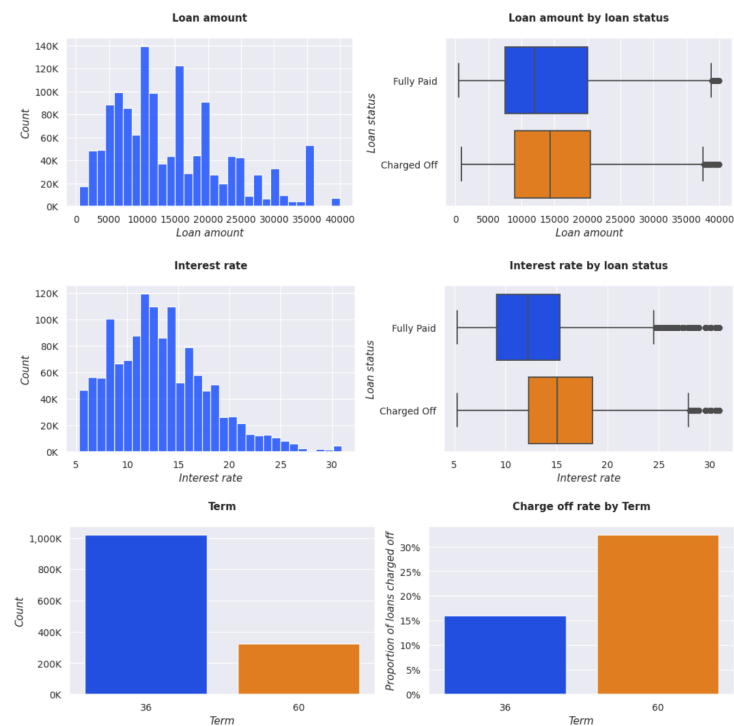 Loan amount
140K
120K
100K
80K
60K
40K
20K
0K
Count
0 5000 10000 15000 20000 25000 30000 35000 40000
Loan amount
Loan amount by loan status
Fully Paid
Charged Off
Loan status
0 5000 10000 15000 20000 25000 30000 35000 40000
Loan amount
Interest rate
120K
100K
80K
60K
40K
20K
0K
Count
5 10 15 20 25 30
Interest rate
Interest rate by loan status
Fully Paid
Charged Off
Loan status
5 10 15 20 25 30
Interest rate
Term
1,000K
800K
600K
400K
200K
0K
Count
36 60
Term
Charge off rate by Term
30%
25%
20%
15%
10%
5%
0%
Proportion of loans charged off
36 60
Term